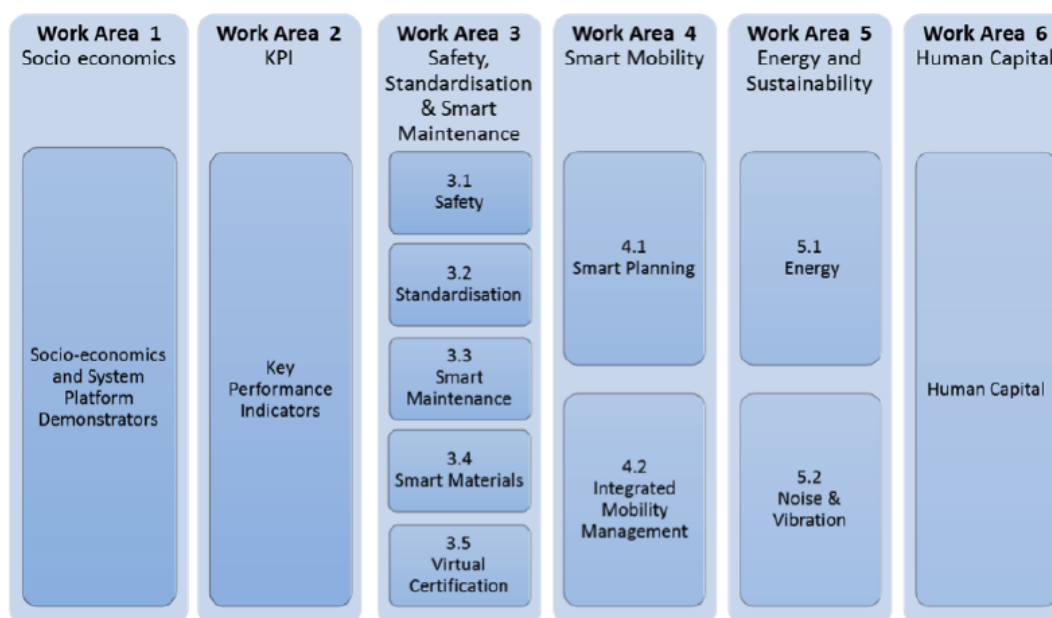 Work Area 1
Socio economics
Socio-economics
and System
Platform
Demonstrators
Work Area 2
KPI
Key
Performance
Indicators
Work Area 3
Safety,
Standardisation
& Smart
Maintenance
3.1
Safety
3.2
Standardisation
3.3
Smart
Maintenance
3.4
Smart Materials
3.5
Virtual
Certification
Work Area 4
Smart Mobility
4.1
Smart Planning
4.2
Integrated
Mobility
Management
Work Area 5
Energy and
Sustainability
5.1
Energy
5.2
Noise &
Vibration
Work Area 6
Human Capital
Human Capital